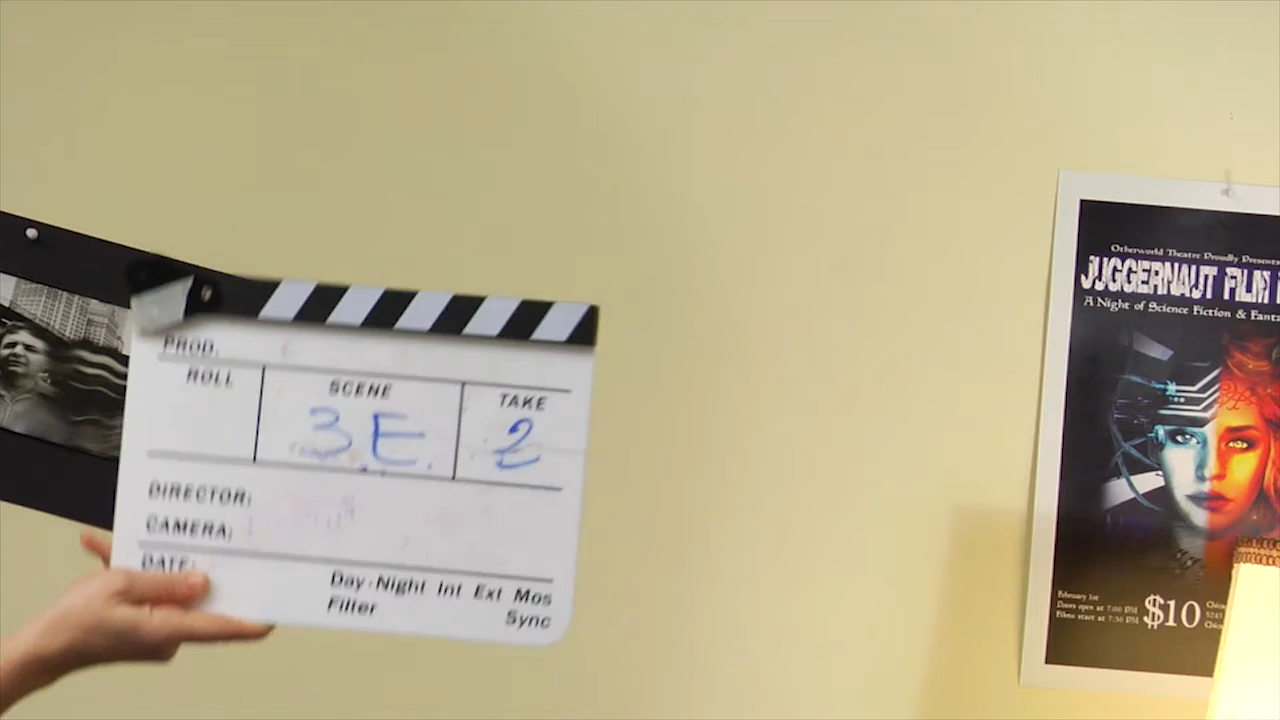 PROD.
ROLL
SCENE
TAKE
3E
2
DIRECTOR:
CAMERA:
DATE:
Day-Night Int Ext Mos
Filter
Sync
Otherworld Theatre Proudly Presents
JUGGERNAUT FILM
A Night of Science Fiction &
February 1st
Doors open at 7:00 PM
Films start at 7:30 PM
$10